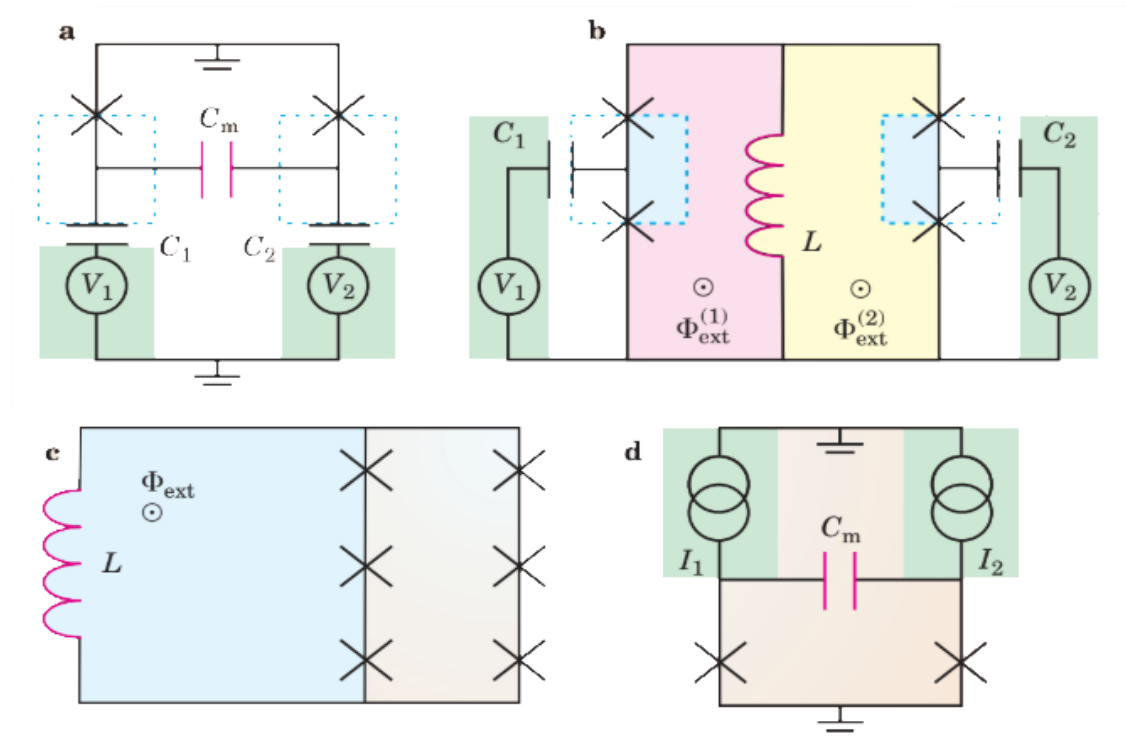 a
C_m
C_1
C_2
V_1
V_2
b
C_1
C_2
L
V_1
V_2
Φ_ext^(1)
Φ_ext^(2)
c
Φ_ext
L
d
C_m
I_1
I_2